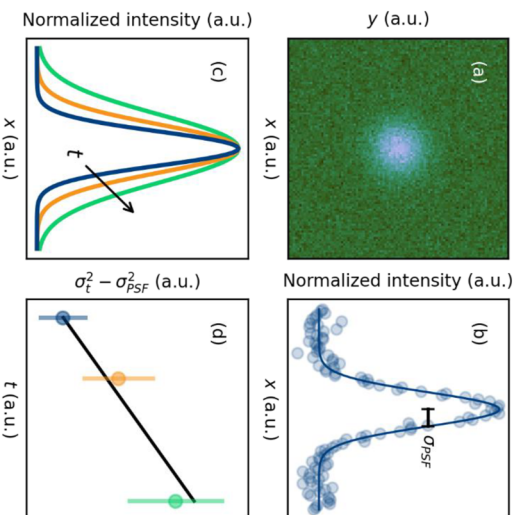 y (a.u.)
(a)
x (a.u.)
Normalized intensity (a.u.)
(b)
σ_PSF
x (a.u.)
Normalized intensity (a.u.)
(c)
t
x (a.u.)
σ_t^2 − σ_PSF^2 (a.u.)
(d)
t (a.u.)